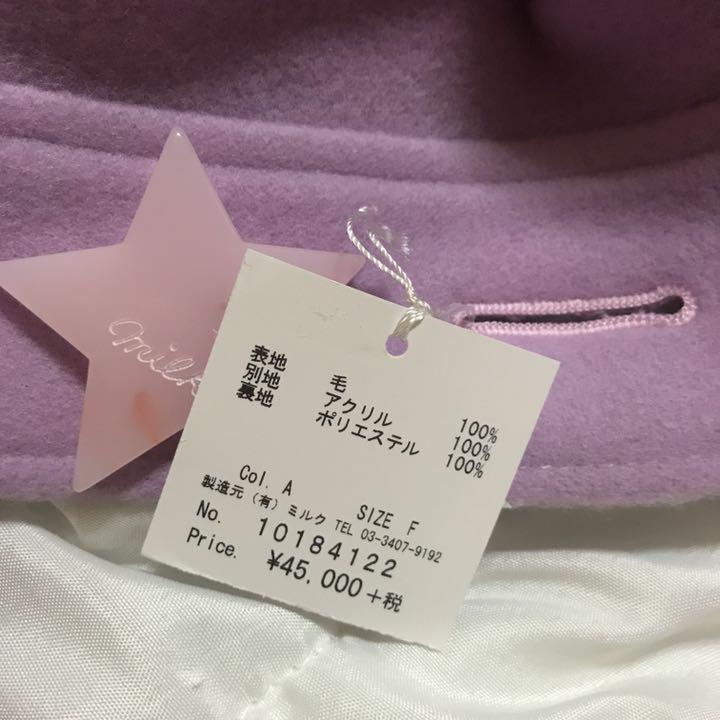 milk
表地 毛 100%
別地 アクリル 100%
裏地 ポリエステル 100%
Col. A SIZE F
製造元(有)ミルク TEL 03-3407-9192
No. 10184122
Price. ¥45,000+税